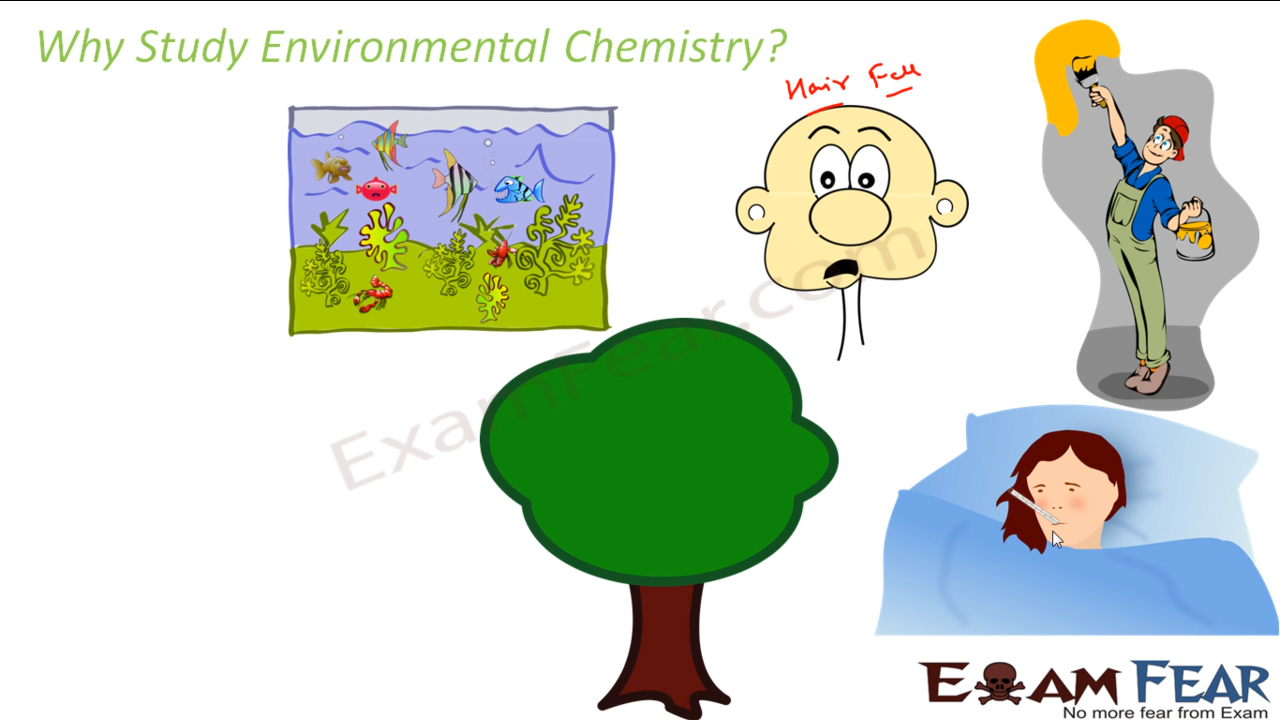 Why Study Environmental Chemistry?
Hair Fall
ExamFear.com
EXAM FEAR
No more fear from Exam